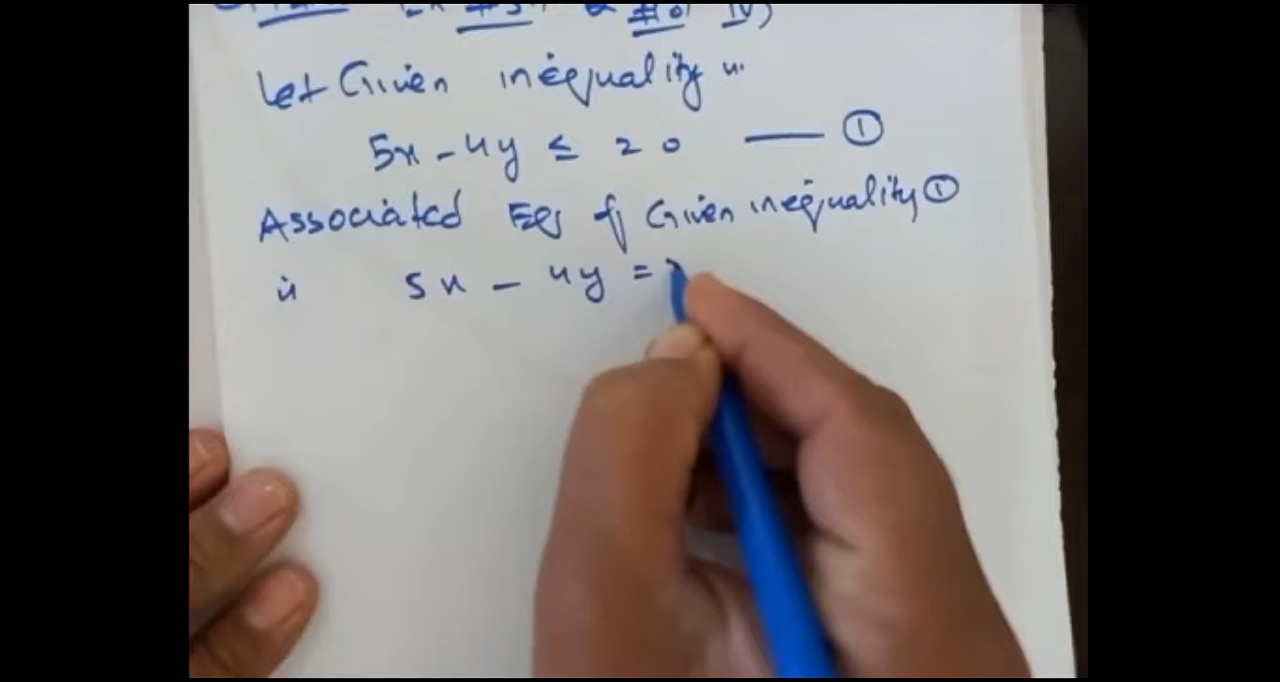 Let Given inequality is
5x - 4y ≤ 20 —— ①
Associated Eq of Given inequality ①
is 5x - 4y =